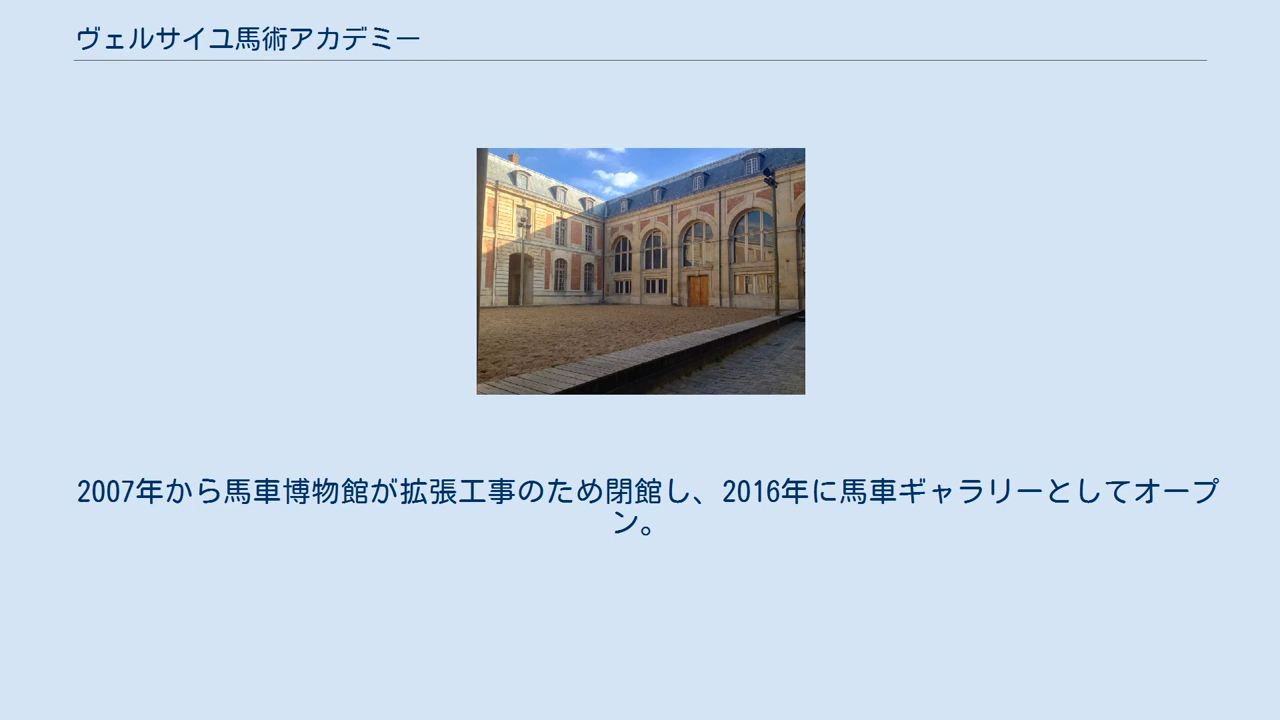 ヴェルサイユ馬術アカデミー
2007年から馬車博物館が拡張工事のため閉館し、2016年に馬車ギャラリーとしてオープ
ン。